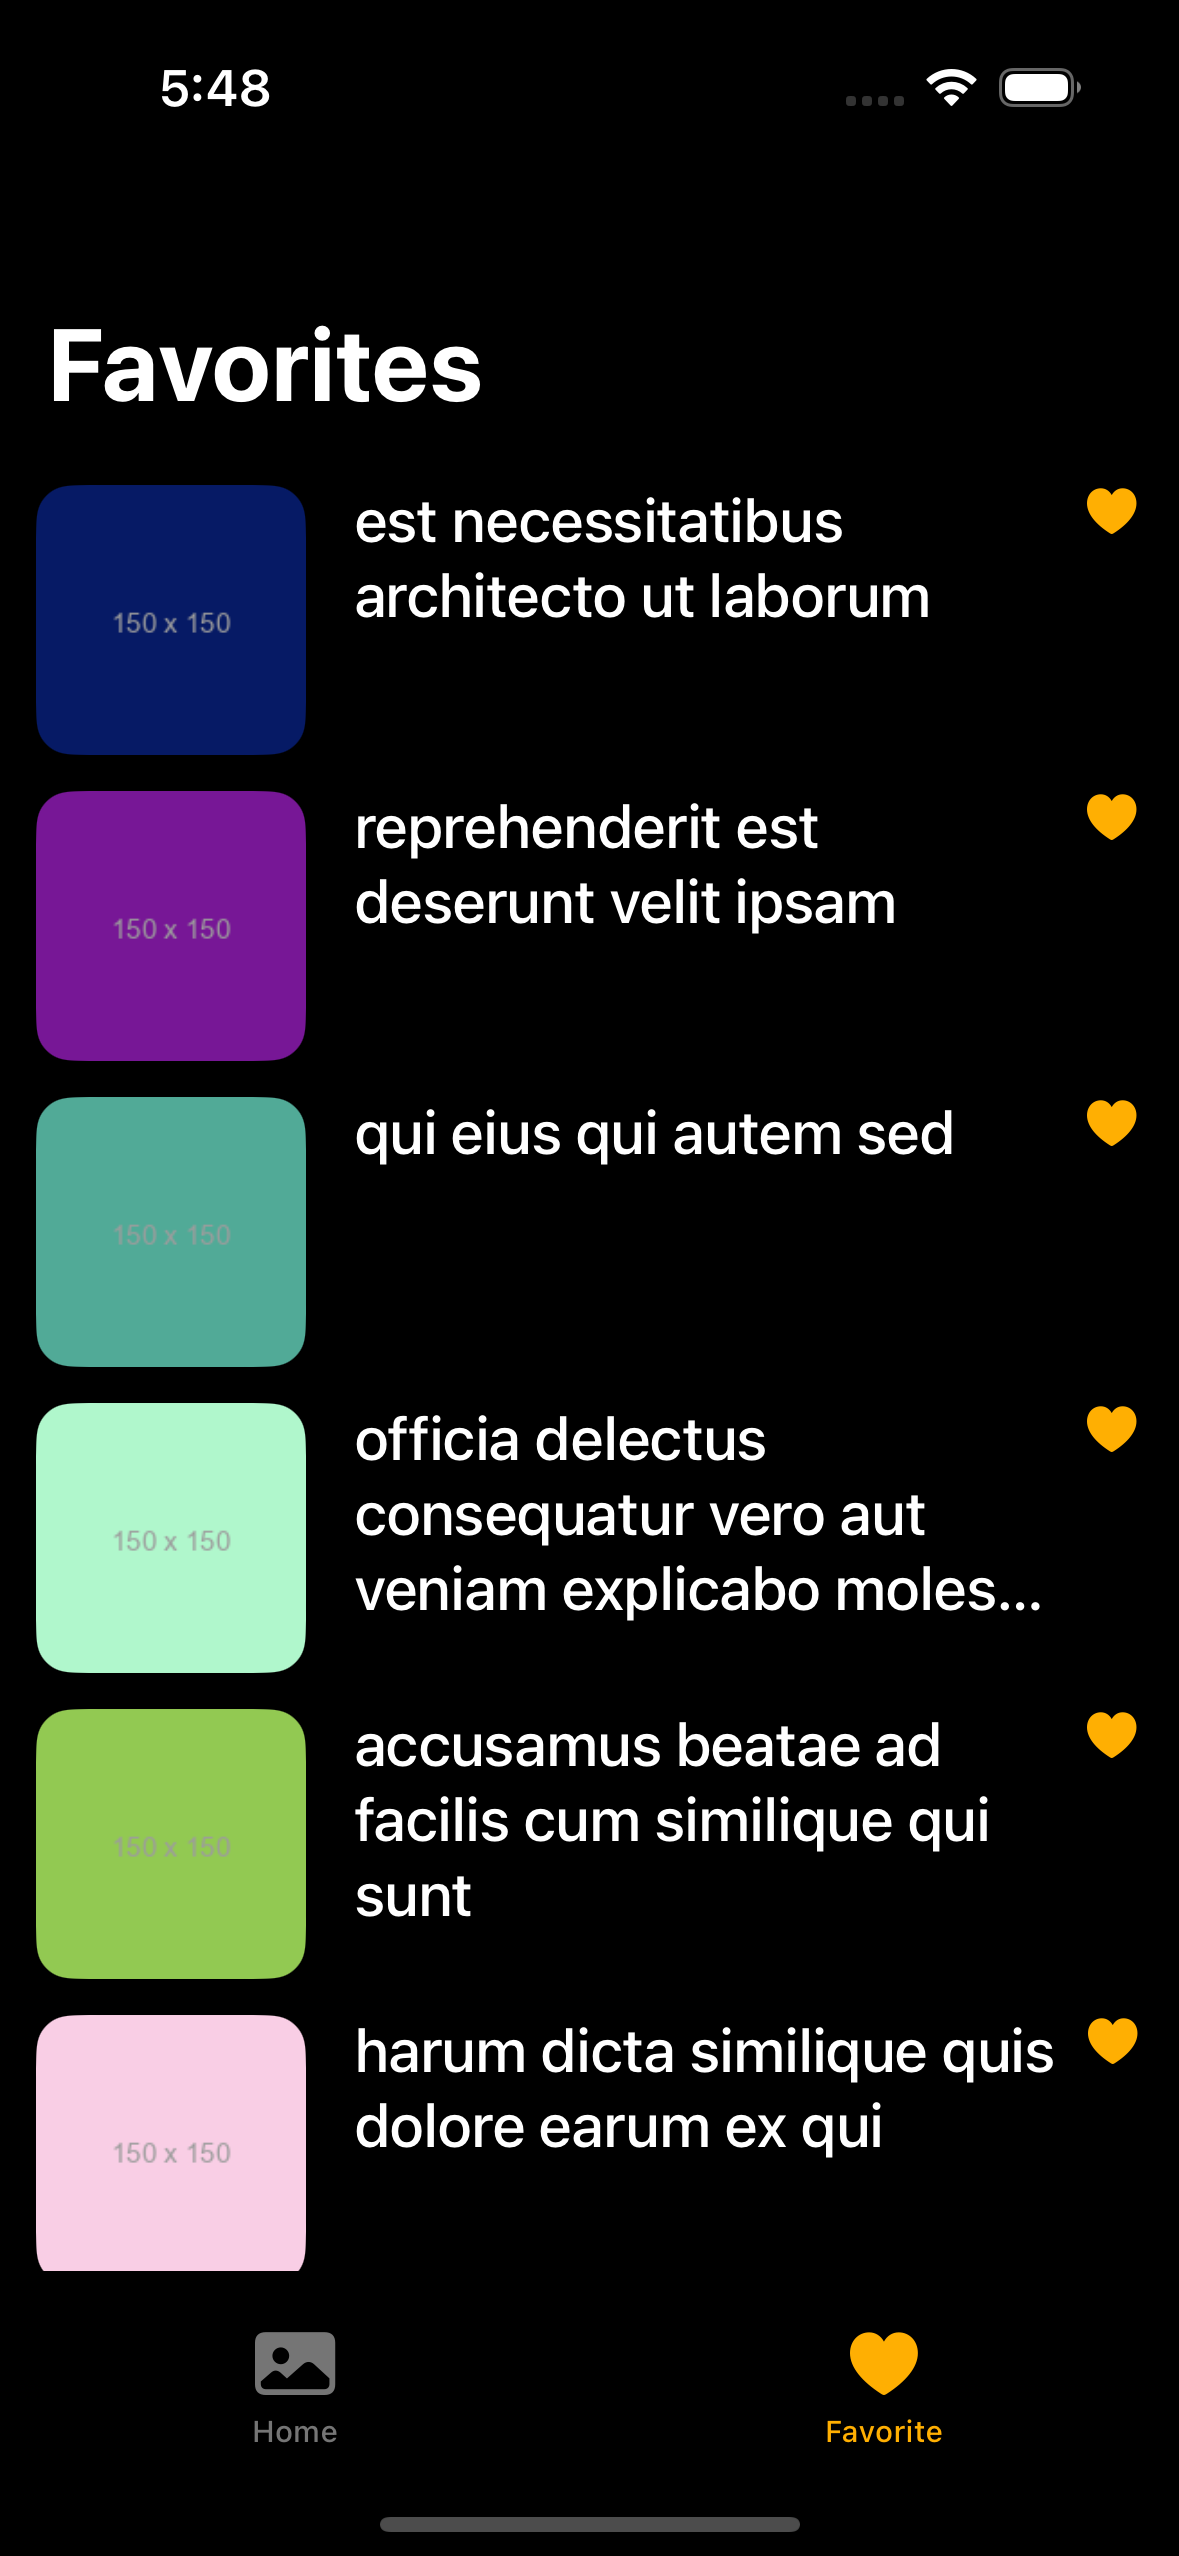 5:48
Favorites
150 x 150
est necessitatibus
architecto ut laborum
150 x 150
reprehenderit est
deserunt velit ipsam
150 x 150
qui eius qui autem sed
150 x 150
officia delectus
consequatur vero aut
veniam explicabo moles...
150 x 150
accusamus beatae ad
facilis cum similique qui
sunt
150 x 150
harum dicta similique quis
dolore earum ex qui
Home
Favorite